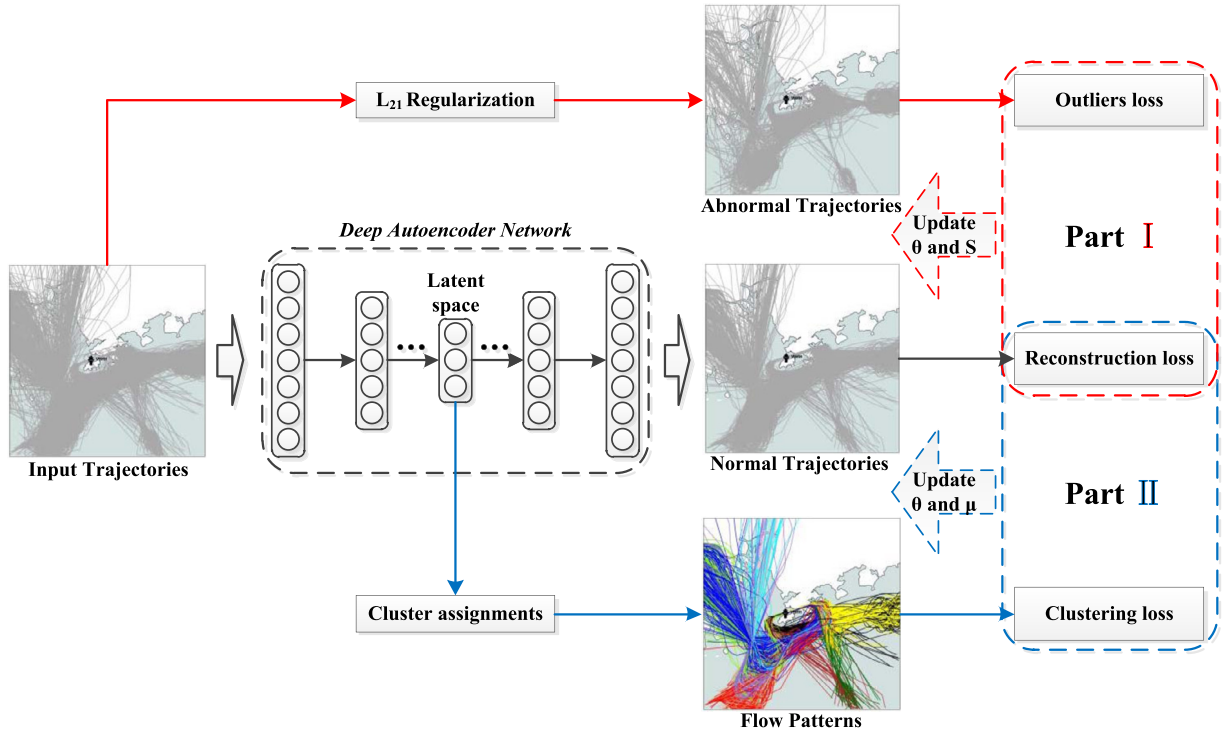 L21 Regularization
Outliers loss
Abnormal Trajectories
Update
θ and S
Part Ⅰ
Deep Autoencoder Network
Latent
space
...
...
Reconstruction loss
Input Trajectories
Normal Trajectories
Update
θ and μ
Part Ⅱ
Cluster assignments
Clustering loss
Flow Patterns